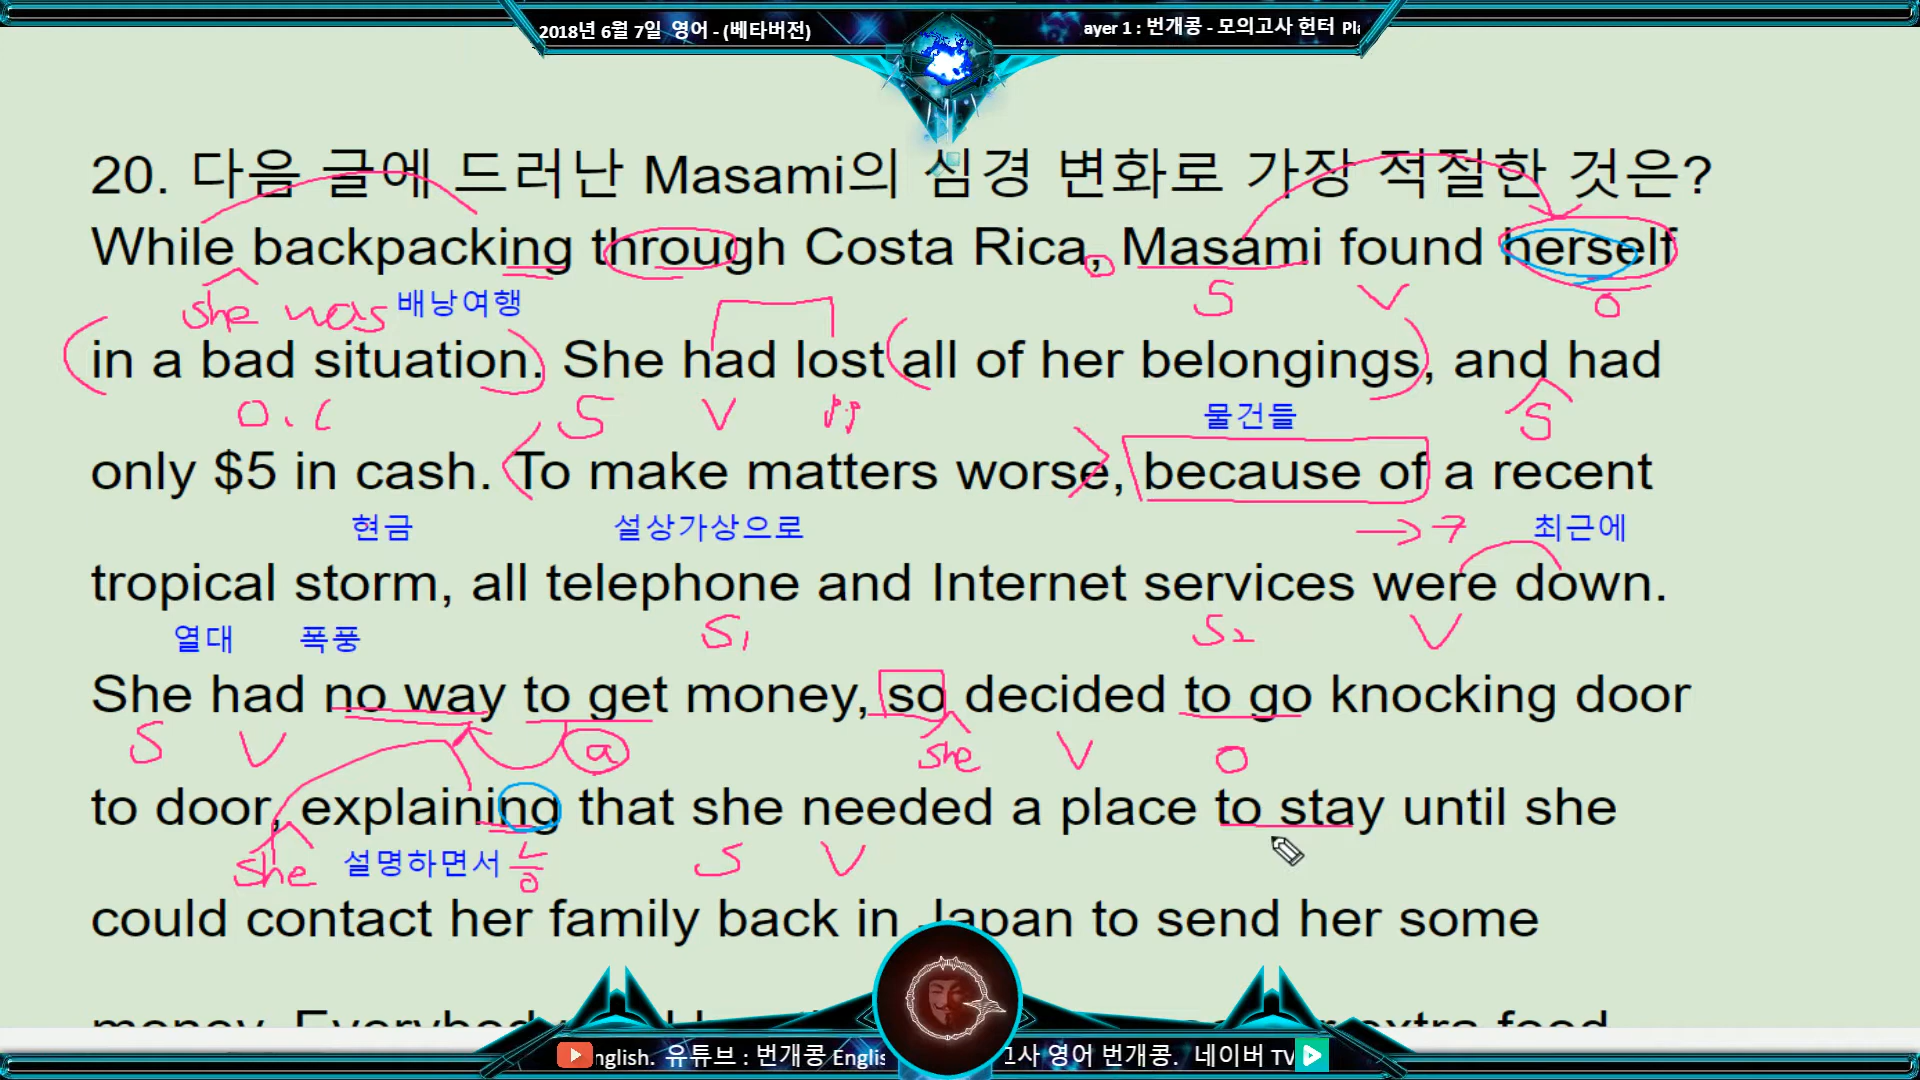 2018년 6월 7일 영어 - (베타버전)
ayer 1 : 번개콩 - 모의고사 헌터 Pla
20. 다음 글에 드러난 Masami의 심경 변화로 가장 적절한 것은?
While backpacking through Costa Rica, Masami found herself
she was 배낭여행 S V O
in a bad situation. She had lost all of her belongings, and had
O.C S V p.p 물건들 S
only $5 in cash. To make matters worse, because of a recent
현금 설상가상으로 → 구 최근에
tropical storm, all telephone and Internet services were down.
열대 폭풍 S1 S2 V
She had no way to get money, so decided to go knocking door
S V a she V O
to door, explaining that she needed a place to stay until she
she 설명하면서 S V
could contact her family back in Japan to send her some
money. Everybody extra food
nglish. 유튜브 : 번개콩 Englis
고사 영어 번개콩. 네이버 TV